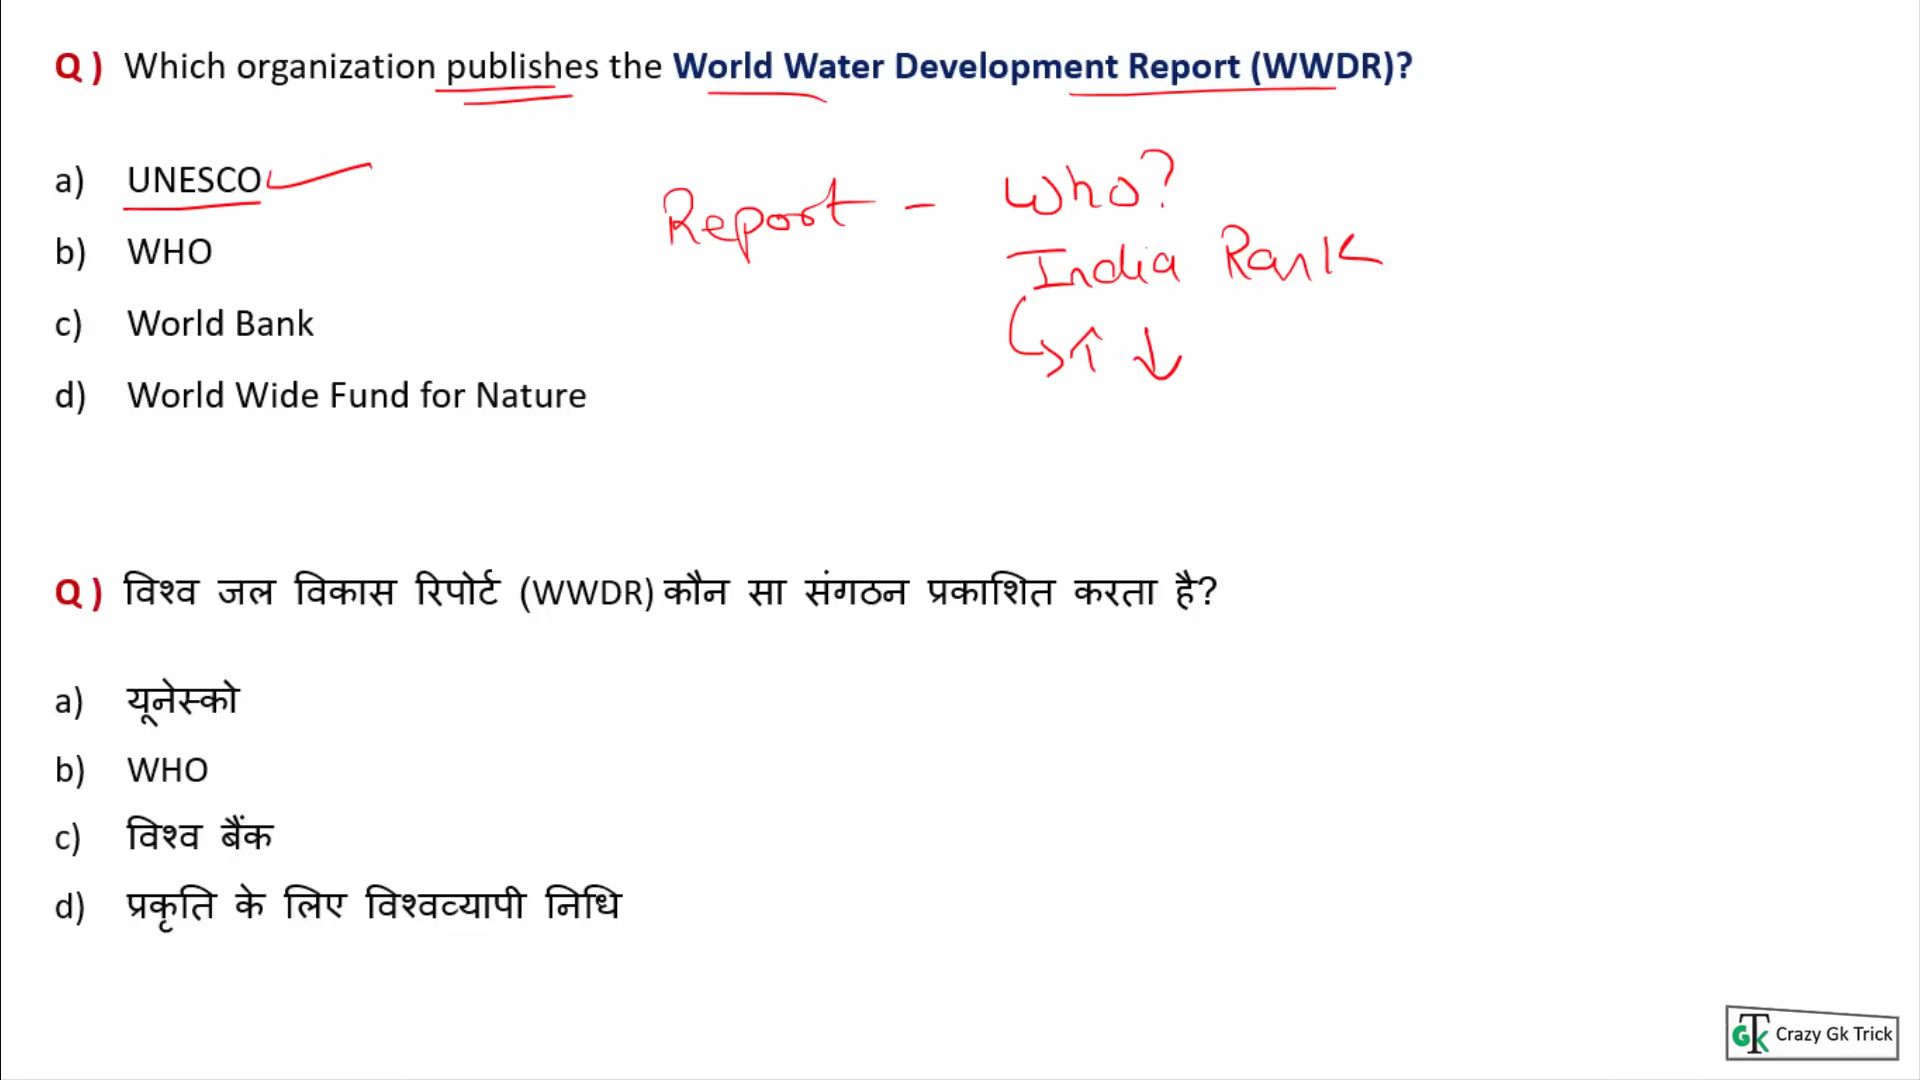 Q ) Which organization publishes the World Water Development Report (WWDR)?
a) UNESCO
b) WHO
c) World Bank
d) World Wide Fund for Nature
Report - Who?
India Rank
Q ) विश्व जल विकास रिपोर्ट (WWDR) कौन सा संगठन प्रकाशित करता है?
a) यूनेस्को
b) WHO
c) विश्व बैंक
d) प्रकृति के लिए विश्वव्यापी निधि
GTK Crazy Gk Trick